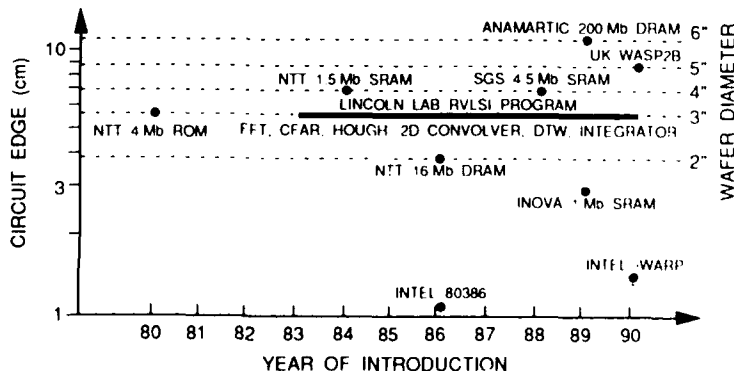 ANAMARTIC 200 Mb DRAM
6"
10
UK WASP2B
5"
NTT 1.5 Mb SRAM
SGS 4.5 Mb SRAM
4"
LINCOLN LAB RVLSI PROGRAM
3"
NTT 4 Mb ROM
FFT, CFAR, HOUGH 2D CONVOLVER, DTW, INTEGRATOR
2"
NTT 16 Mb DRAM
3
INOVA 1 Mb SRAM
INTEL WARP
INTEL 80386
1
80 81 82 83 84 85 86 87 88 89 90
YEAR OF INTRODUCTION
CIRCUIT EDGE (cm)
WAFER DIAMETER